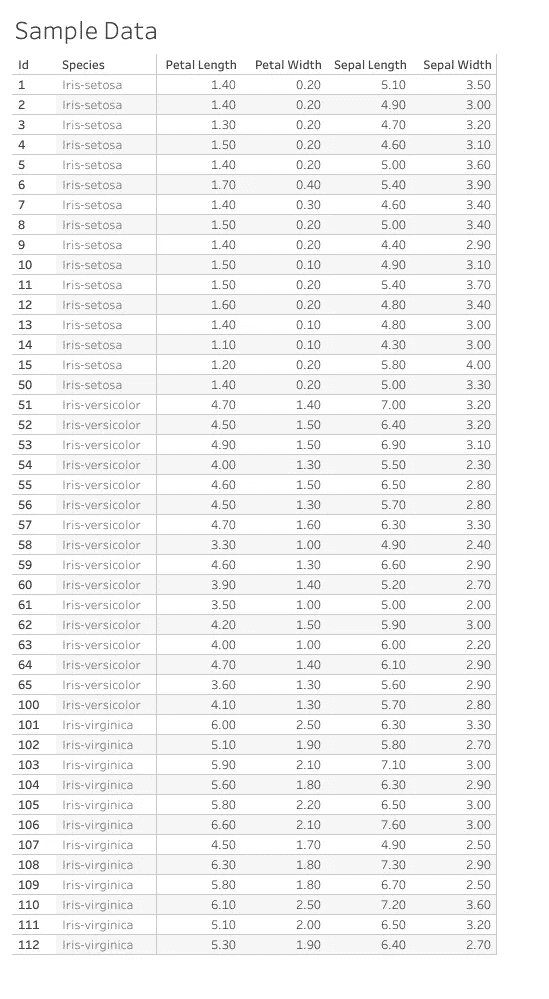 Sample Data
Id Species Petal Length Petal Width Sepal Length Sepal Width
1 Iris-setosa 1.40 0.20 5.10 3.50
2 Iris-setosa 1.40 0.20 4.90 3.00
3 Iris-setosa 1.30 0.20 4.70 3.20
4 Iris-setosa 1.50 0.20 4.60 3.10
5 Iris-setosa 1.40 0.20 5.00 3.60
6 Iris-setosa 1.70 0.40 5.40 3.90
7 Iris-setosa 1.40 0.30 4.60 3.40
8 Iris-setosa 1.50 0.20 5.00 3.40
9 Iris-setosa 1.40 0.20 4.40 2.90
10 Iris-setosa 1.50 0.10 4.90 3.10
11 Iris-setosa 1.50 0.20 5.40 3.70
12 Iris-setosa 1.60 0.20 4.80 3.40
13 Iris-setosa 1.40 0.10 4.80 3.00
14 Iris-setosa 1.10 0.10 4.30 3.00
15 Iris-setosa 1.20 0.20 5.80 4.00
50 Iris-setosa 1.40 0.20 5.00 3.30
51 Iris-versicolor 4.70 1.40 7.00 3.20
52 Iris-versicolor 4.50 1.50 6.40 3.20
53 Iris-versicolor 4.90 1.50 6.90 3.10
54 Iris-versicolor 4.00 1.30 5.50 2.30
55 Iris-versicolor 4.60 1.50 6.50 2.80
56 Iris-versicolor 4.50 1.30 5.70 2.80
57 Iris-versicolor 4.70 1.60 6.30 3.30
58 Iris-versicolor 3.30 1.00 4.90 2.40
59 Iris-versicolor 4.60 1.30 6.60 2.90
60 Iris-versicolor 3.90 1.40 5.20 2.70
61 Iris-versicolor 3.50 1.00 5.00 2.00
62 Iris-versicolor 4.20 1.50 5.90 3.00
63 Iris-versicolor 4.00 1.00 6.00 2.20
64 Iris-versicolor 4.70 1.40 6.10 2.90
65 Iris-versicolor 3.60 1.30 5.60 2.90
100 Iris-versicolor 4.10 1.30 5.70 2.80
101 Iris-virginica 6.00 2.50 6.30 3.30
102 Iris-virginica 5.10 1.90 5.80 2.70
103 Iris-virginica 5.90 2.10 7.10 3.00
104 Iris-virginica 5.60 1.80 6.30 2.90
105 Iris-virginica 5.80 2.20 6.50 3.00
106 Iris-virginica 6.60 2.10 7.60 3.00
107 Iris-virginica 4.50 1.70 4.90 2.50
108 Iris-virginica 6.30 1.80 7.30 2.90
109 Iris-virginica 5.80 1.80 6.70 2.50
110 Iris-virginica 6.10 2.50 7.20 3.60
111 Iris-virginica 5.10 2.00 6.50 3.20
112 Iris-virginica 5.30 1.90 6.40 2.70